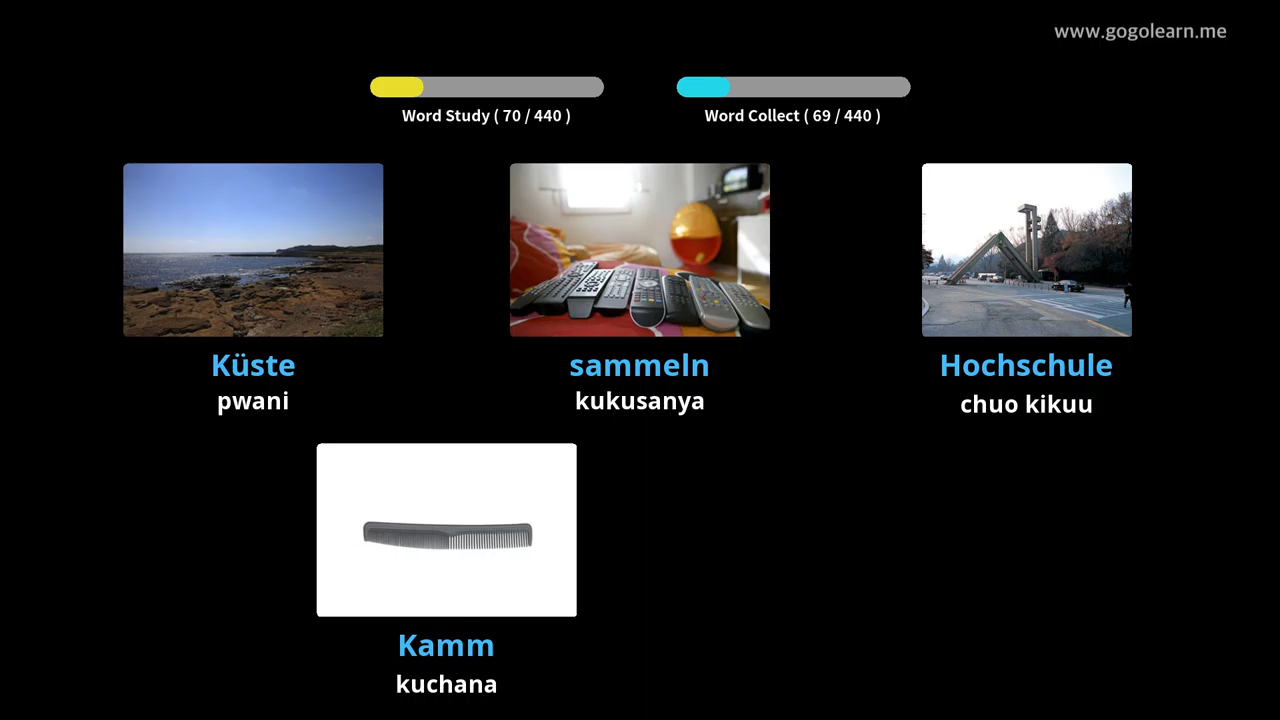 www.gogolearn.me
Word Study ( 70 / 440 )
Word Collect ( 69 / 440 )
Küste
pwani
sammeln
kukusanya
Hochschule
chuo kikuu
Kamm
kuchana